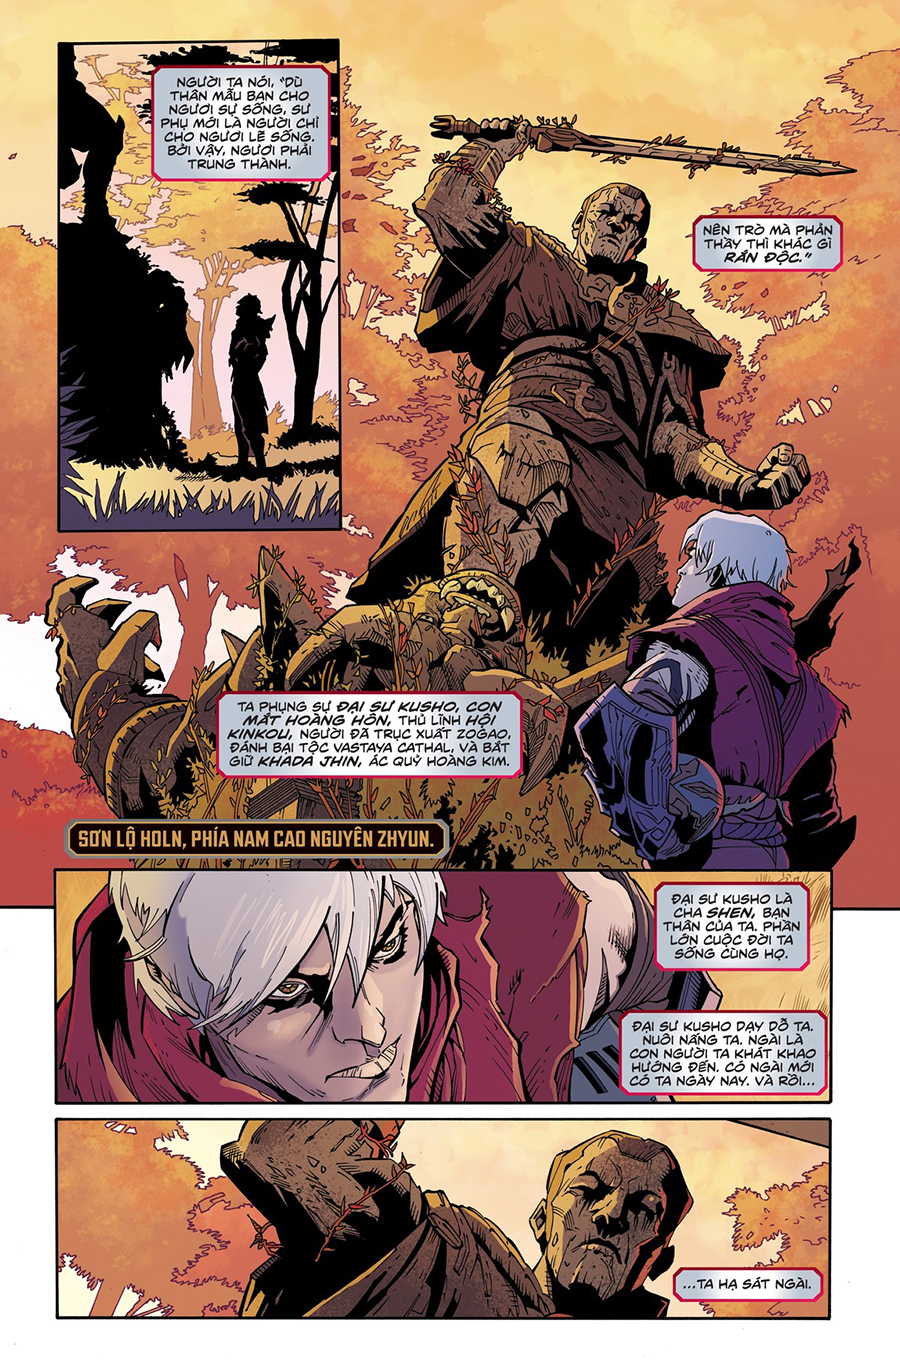 NGƯỜI TA NÓI, "DÙ
THÂN MẪU BAN CHO
NGƯƠI SỰ SỐNG, SƯ
PHỤ MỚI LÀ NGƯỜI CHỈ
CHO NGƯƠI LẼ SỐNG.
BỞI VẬY, NGƯƠI PHẢI
TRUNG THÀNH.
NÊN TRÒ MÀ PHẢN
THẦY THÌ KHÁC GÌ
RẮN ĐỘC."
TA PHỤNG SỰ ĐẠI SƯ KUSHO, CON
MẮT HOÀNG HÔN, THỦ LĨNH HỘI
KINKOU, NGƯỜI ĐÃ TRỤC XUẤT ZOGAO,
ĐÁNH BẠI TỘC VASTAYA CATHAL, VÀ BẮT
GIỮ KHADA JHIN, ÁC QUỶ HOÀNG KIM.
SƠN LỘ HOLN, PHÍA NAM CAO NGUYÊN ZHYUN.
ĐẠI SƯ KUSHO LÀ
CHA SHEN, BẠN
THÂN CỦA TA. PHẦN
LỚN CUỘC ĐỜI TA
SỐNG CÙNG HỌ.
ĐẠI SƯ KUSHO DẠY DỖ TA.
NUÔI NẤNG TA. NGÀI LÀ
CON NGƯỜI TA KHÁT KHAO
HƯỚNG ĐẾN. CÓ NGÀI MỚI
CÓ TA NGÀY NAY. VÀ RỒI...
...TA HẠ SÁT NGÀI.